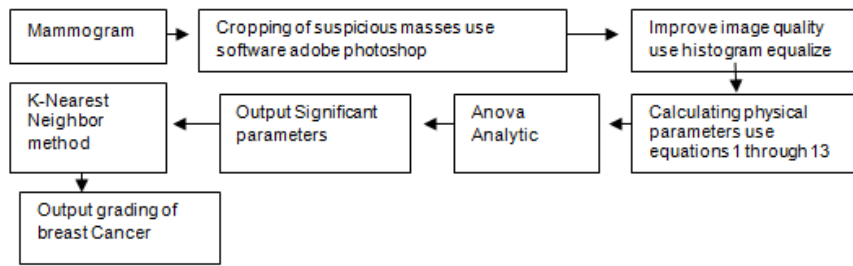 Mammogram
Cropping of suspicious masses use
software adobe photoshop
Improve image quality
use histogram equalize
Calculating physical
parameters use
equations 1 through 13
Anova
Analytic
Output Significant
parameters
K-Nearest
Neighbor
method
Output grading of
breast Cancer